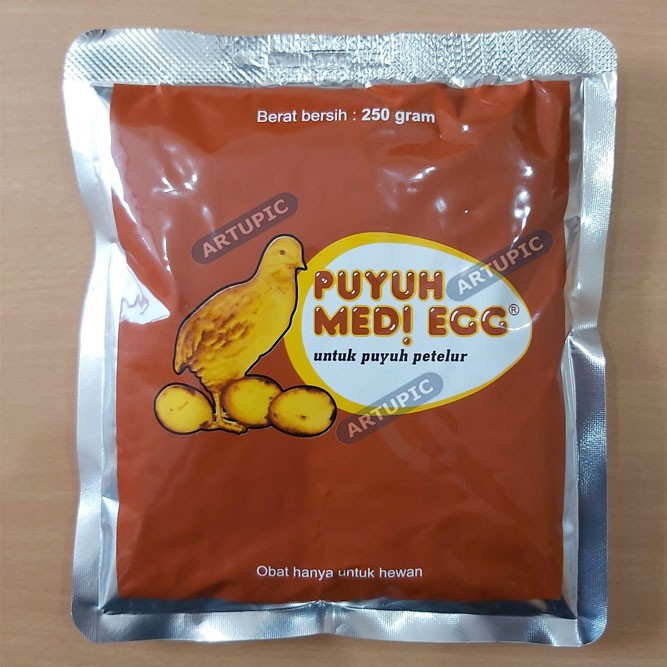 Berat bersih : 250 gram
ARTUPIC
ARTUPIC
PUYUH
MEDI EGG®
untuk puyuh petelur
ARTUPIC
Obat hanya untuk hewan